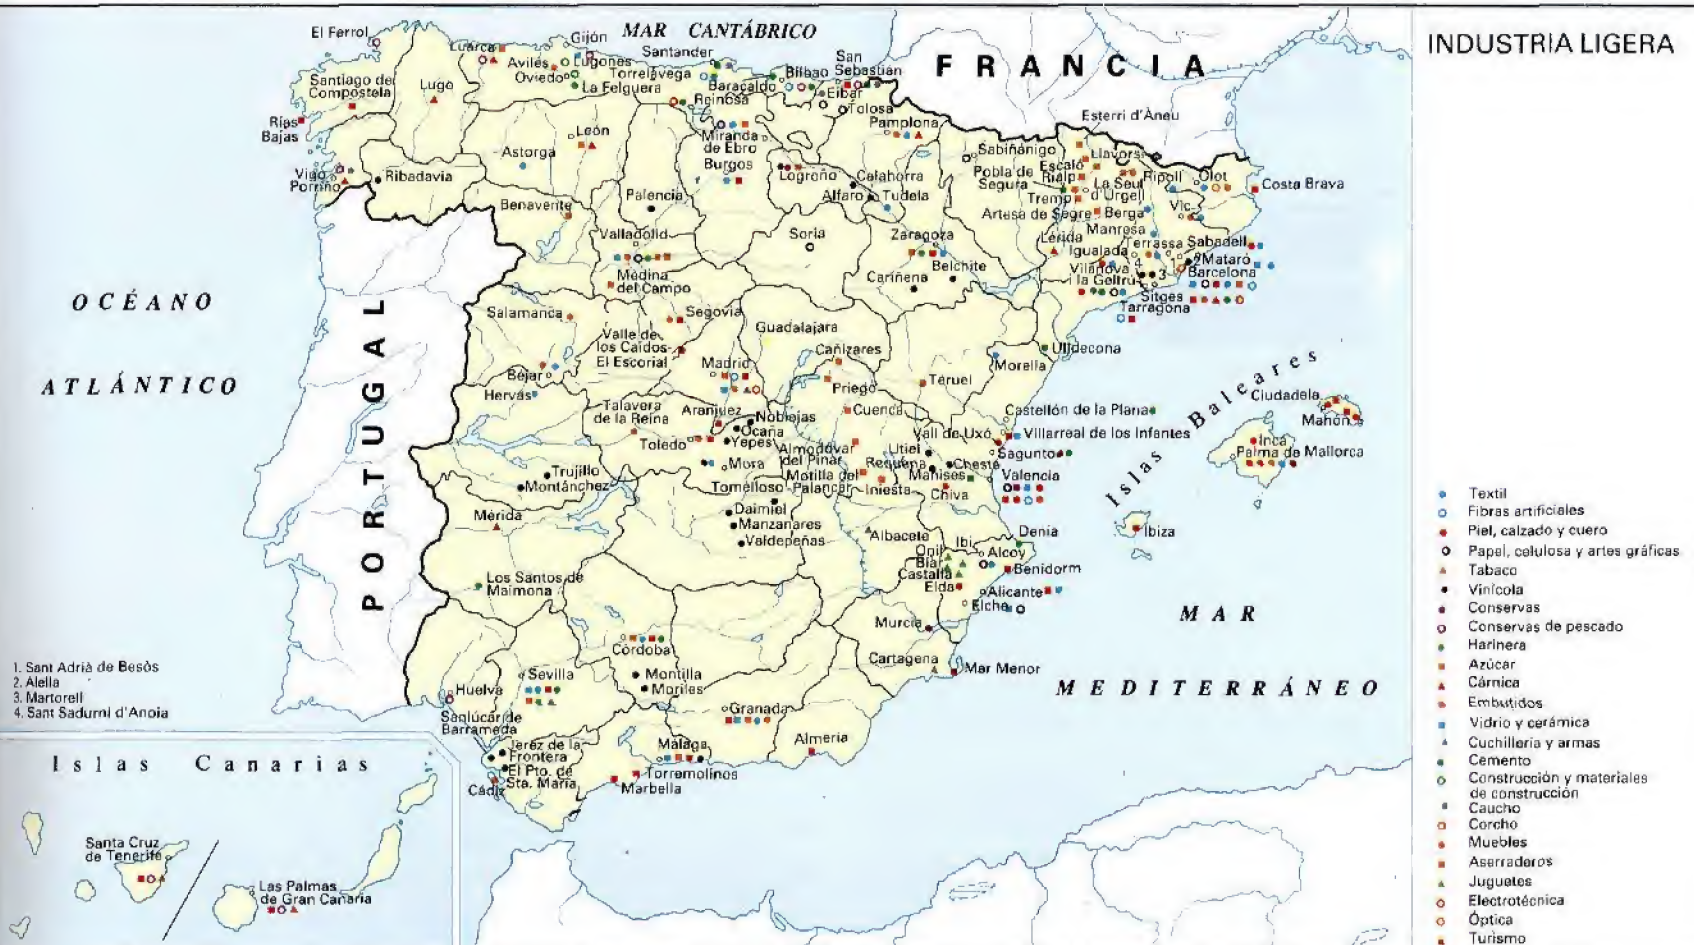 INDUSTRIA LIGERA
MAR CANTÁBRICO
FRANCIA
El Ferrol
Luarca
Gijón
Santander
San
Sebastián
Avilés
Lugones
Oviedo
Torrelavega
Bilbao
Baracaldo
La Felguera
Reinosa
Eibar
Tolosa
Santiago de
Compostela
Lugo
Rías
Bajas
León
Astorga
Miranda
de Ebro
Burgos
Pamplona
Sabiñánigo
Esterri d'Àneu
Llavorsí
Escaló
Rialp
Pobla de
Segura
La Seu
d'Urgell
Ripoll
Olot
Costa Brava
Vigo
Porriño
Ribadavia
Logroño
Calahorra
Alfaro
Tudela
Tremp
Artesa de Segre
Berga
Vic
Benavente
Palencia
Valladolid
Soria
Zaragoza
Manresa
Lérida
Igualada
Terrassa
Sabadell
Mataró
Barcelona
Vilanova
i la Geltrú
Sitges
Tarragona
1
2
3
4
Medina
del Campo
Cariñena
Belchite
OCÉANO
ATLÁNTICO
PORTUGAL
Salamanca
Segovia
Guadalajara
Valle de
los Caídos-
El Escorial
Madrid
Cañizares
Priego
Teruel
Morella
Ulldecona
Béjar
Hervás
Talavera
de la Reina
Aranjuez
Noblejas
Ocaña
Yepes
Toledo
Mora
Cuenca
Castellón de la Plana
Vall de Uxó
Villarreal de los Infantes
Sagunto
Almodóvar
del Pinar
Motilla del
Palancar
Utiel
Requena
Cheste
Manises
Valencia
Chiva
Iniesta
Islas Baleares
Ciudadela
Mahón
Inca
Palma de Mallorca
Ibiza
Trujillo
Montánchez
Tomelloso
Daimiel
Manzanares
Valdepeñas
Mérida
Albacete
Denia
Ibi
Onil
Alcoy
Biar
Castalla
Benidorm
Elda
Alicante
Elche
Los Santos de
Maimona
Murcia
Cartagena
Mar Menor
MAR
MEDITERRÁNEO
Córdoba
Montilla
Moriles
Sevilla
Huelva
Sanlúcar de
Barrameda
Jerez de la
Frontera
El Pto. de
Sta. María
Cádiz
Granada
Málaga
Torremolinos
Marbella
Almería
1. Sant Adrià de Besòs
2. Alella
3. Martorell
4. Sant Sadurní d'Anoia
Islas Canarias
Santa Cruz
de Tenerife
Las Palmas
de Gran Canaria
Textil
Fibras artificiales
Piel, calzado y cuero
Papel, celulosa y artes gráficas
Tabaco
Vinícola
Conservas
Conservas de pescado
Harinera
Azúcar
Cárnica
Embutidos
Vidrio y cerámica
Cuchillería y armas
Cemento
Construcción y materiales
de construcción
Caucho
Corcho
Muebles
Aserraderos
Juguetes
Electrotécnica
Óptica
Turismo